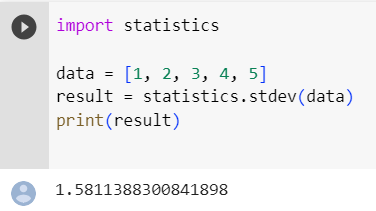 import statistics
data = [1, 2, 3, 4, 5]
result = statistics.stdev(data)
print(result)
1.5811388300841898